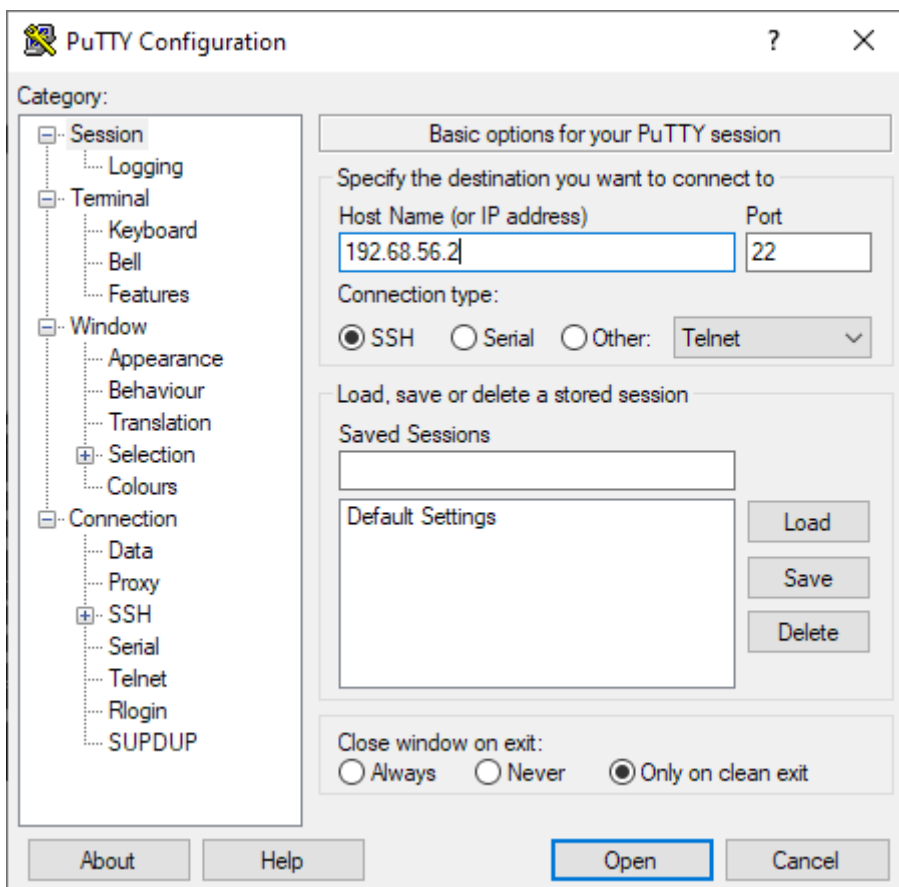 PuTTY Configuration
?
Category:
Session
Logging
Terminal
Keyboard
Bell
Features
Window
Appearance
Behaviour
Translation
Selection
Colours
Connection
Data
Proxy
SSH
Serial
Telnet
Rlogin
SUPDUP
Basic options for your PuTTY session
Specify the destination you want to connect to
Host Name (or IP address) Port
192.68.56.2 22
Connection type:
SSH Serial Other: Telnet
Load, save or delete a stored session
Saved Sessions
Default Settings
Load
Save
Delete
Close window on exit:
Always Never Only on clean exit
About Help Open Cancel